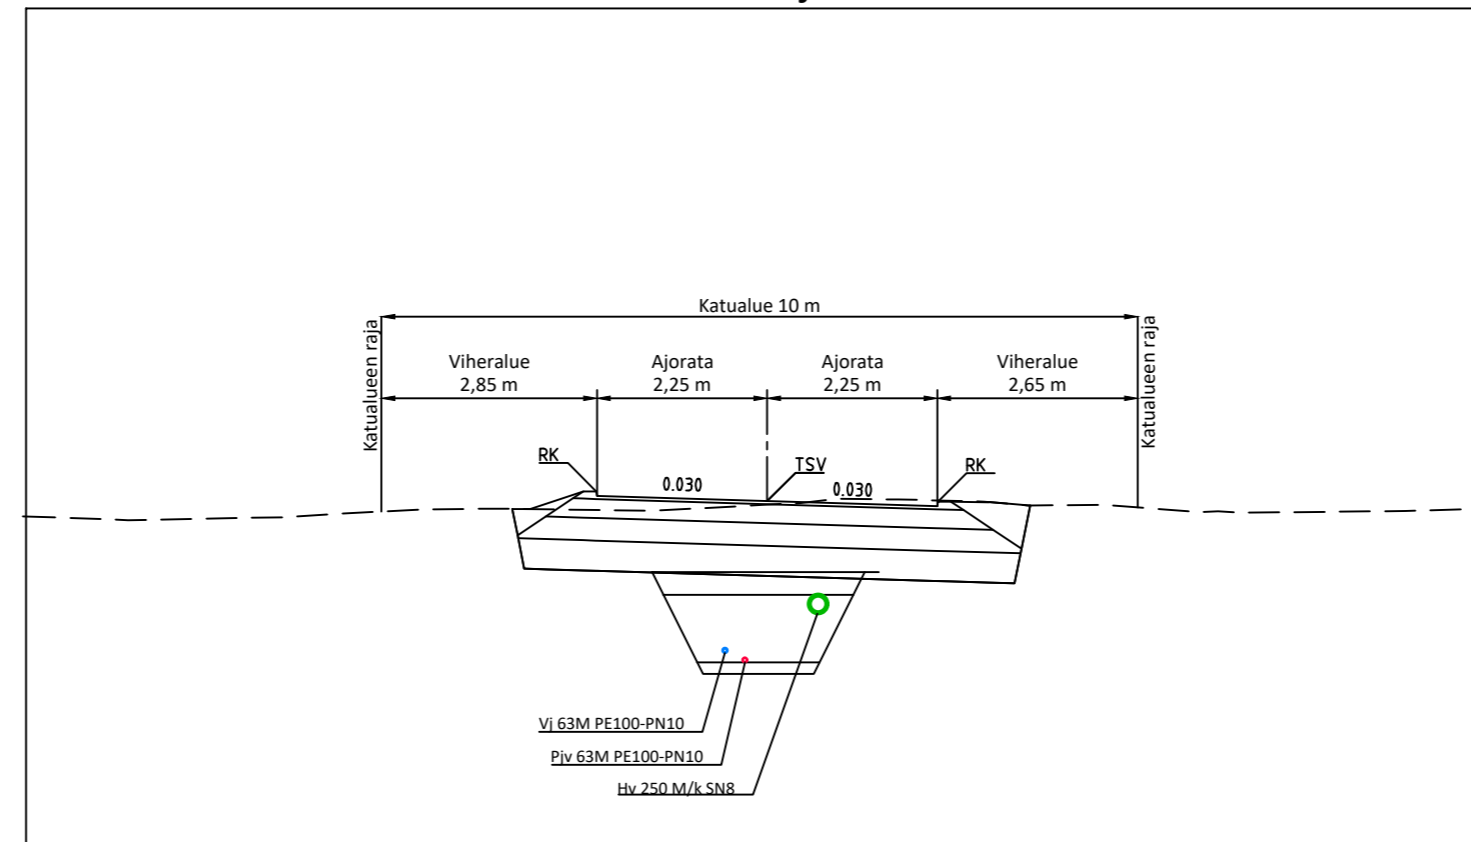 Katualue 10 m
Katualueen raja
Viheralue
2,85 m
Ajorata
2,25 m
Ajorata
2,25 m
Viheralue
2,65 m
Katualueen raja
RK
0.030
TSV
0.030
RK
Vj 63M PE100-PN10
Pjv 63M PE100-PN10
Hv 250 M/k SN8